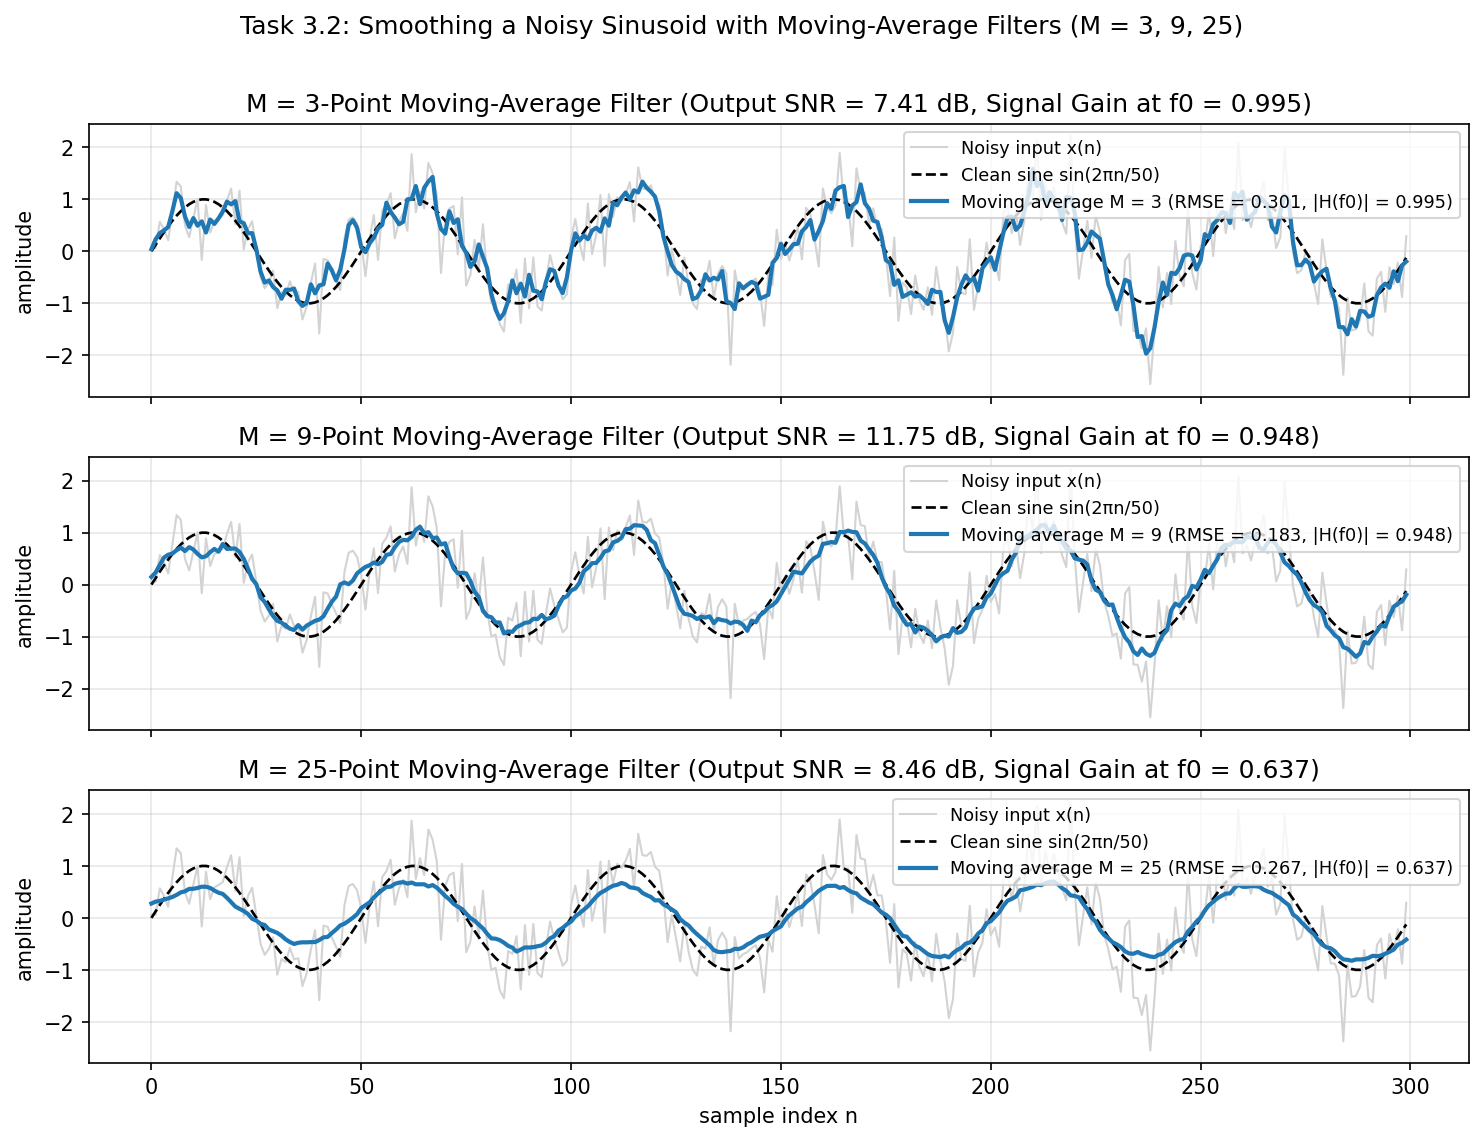 Task 3.2: Smoothing a Noisy Sinusoid with Moving-Average Filters (M = 3, 9, 25)
M = 3-Point Moving-Average Filter (Output SNR = 7.41 dB, Signal Gain at f0 = 0.995)
amplitude
2
1
0
−1
−2
Noisy input x(n)
Clean sine sin(2πn/50)
Moving average M = 3 (RMSE = 0.301, |H(f0)| = 0.995)
M = 9-Point Moving-Average Filter (Output SNR = 11.75 dB, Signal Gain at f0 = 0.948)
amplitude
2
1
0
−1
−2
Noisy input x(n)
Clean sine sin(2πn/50)
Moving average M = 9 (RMSE = 0.183, |H(f0)| = 0.948)
M = 25-Point Moving-Average Filter (Output SNR = 8.46 dB, Signal Gain at f0 = 0.637)
amplitude
2
1
0
−1
−2
Noisy input x(n)
Clean sine sin(2πn/50)
Moving average M = 25 (RMSE = 0.267, |H(f0)| = 0.637)
0 50 100 150 200 250 300
sample index n